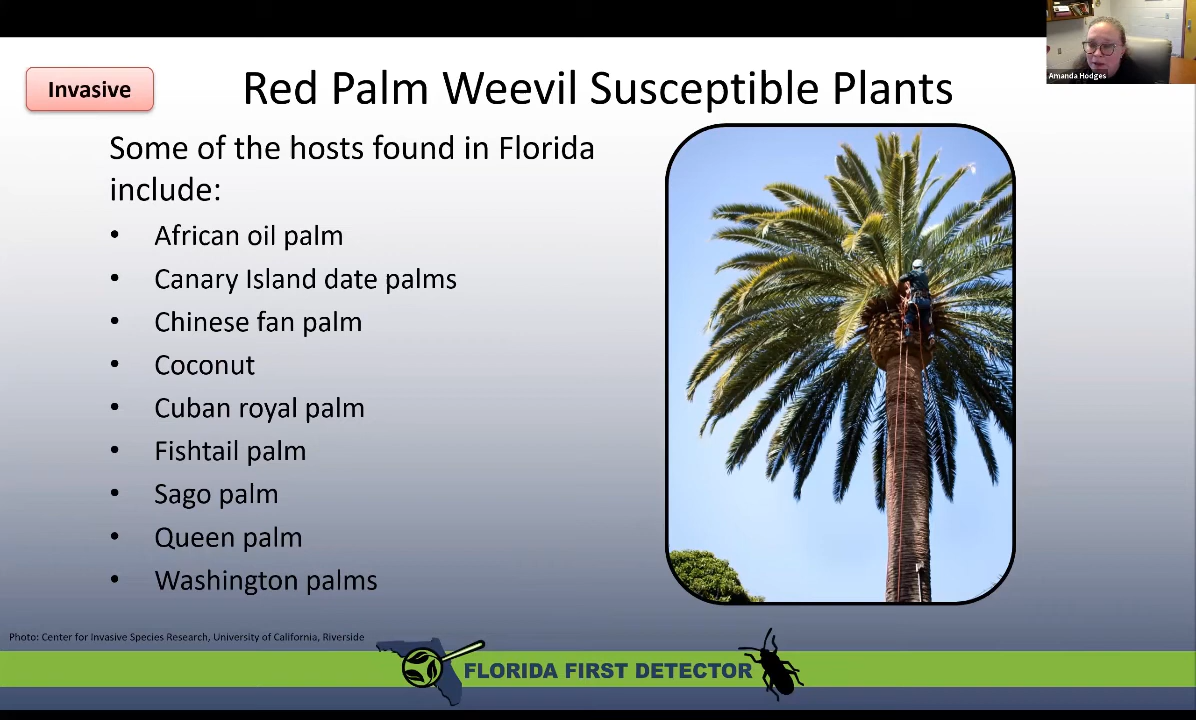 Amanda Hodges
Invasive
Red Palm Weevil Susceptible Plants
Some of the hosts found in Florida
include:
• African oil palm
• Canary Island date palms
• Chinese fan palm
• Coconut
• Cuban royal palm
• Fishtail palm
• Sago palm
• Queen palm
• Washington palms
Photo: Center for Invasive Species Research, University of California, Riverside
FLORIDA FIRST DETECTOR